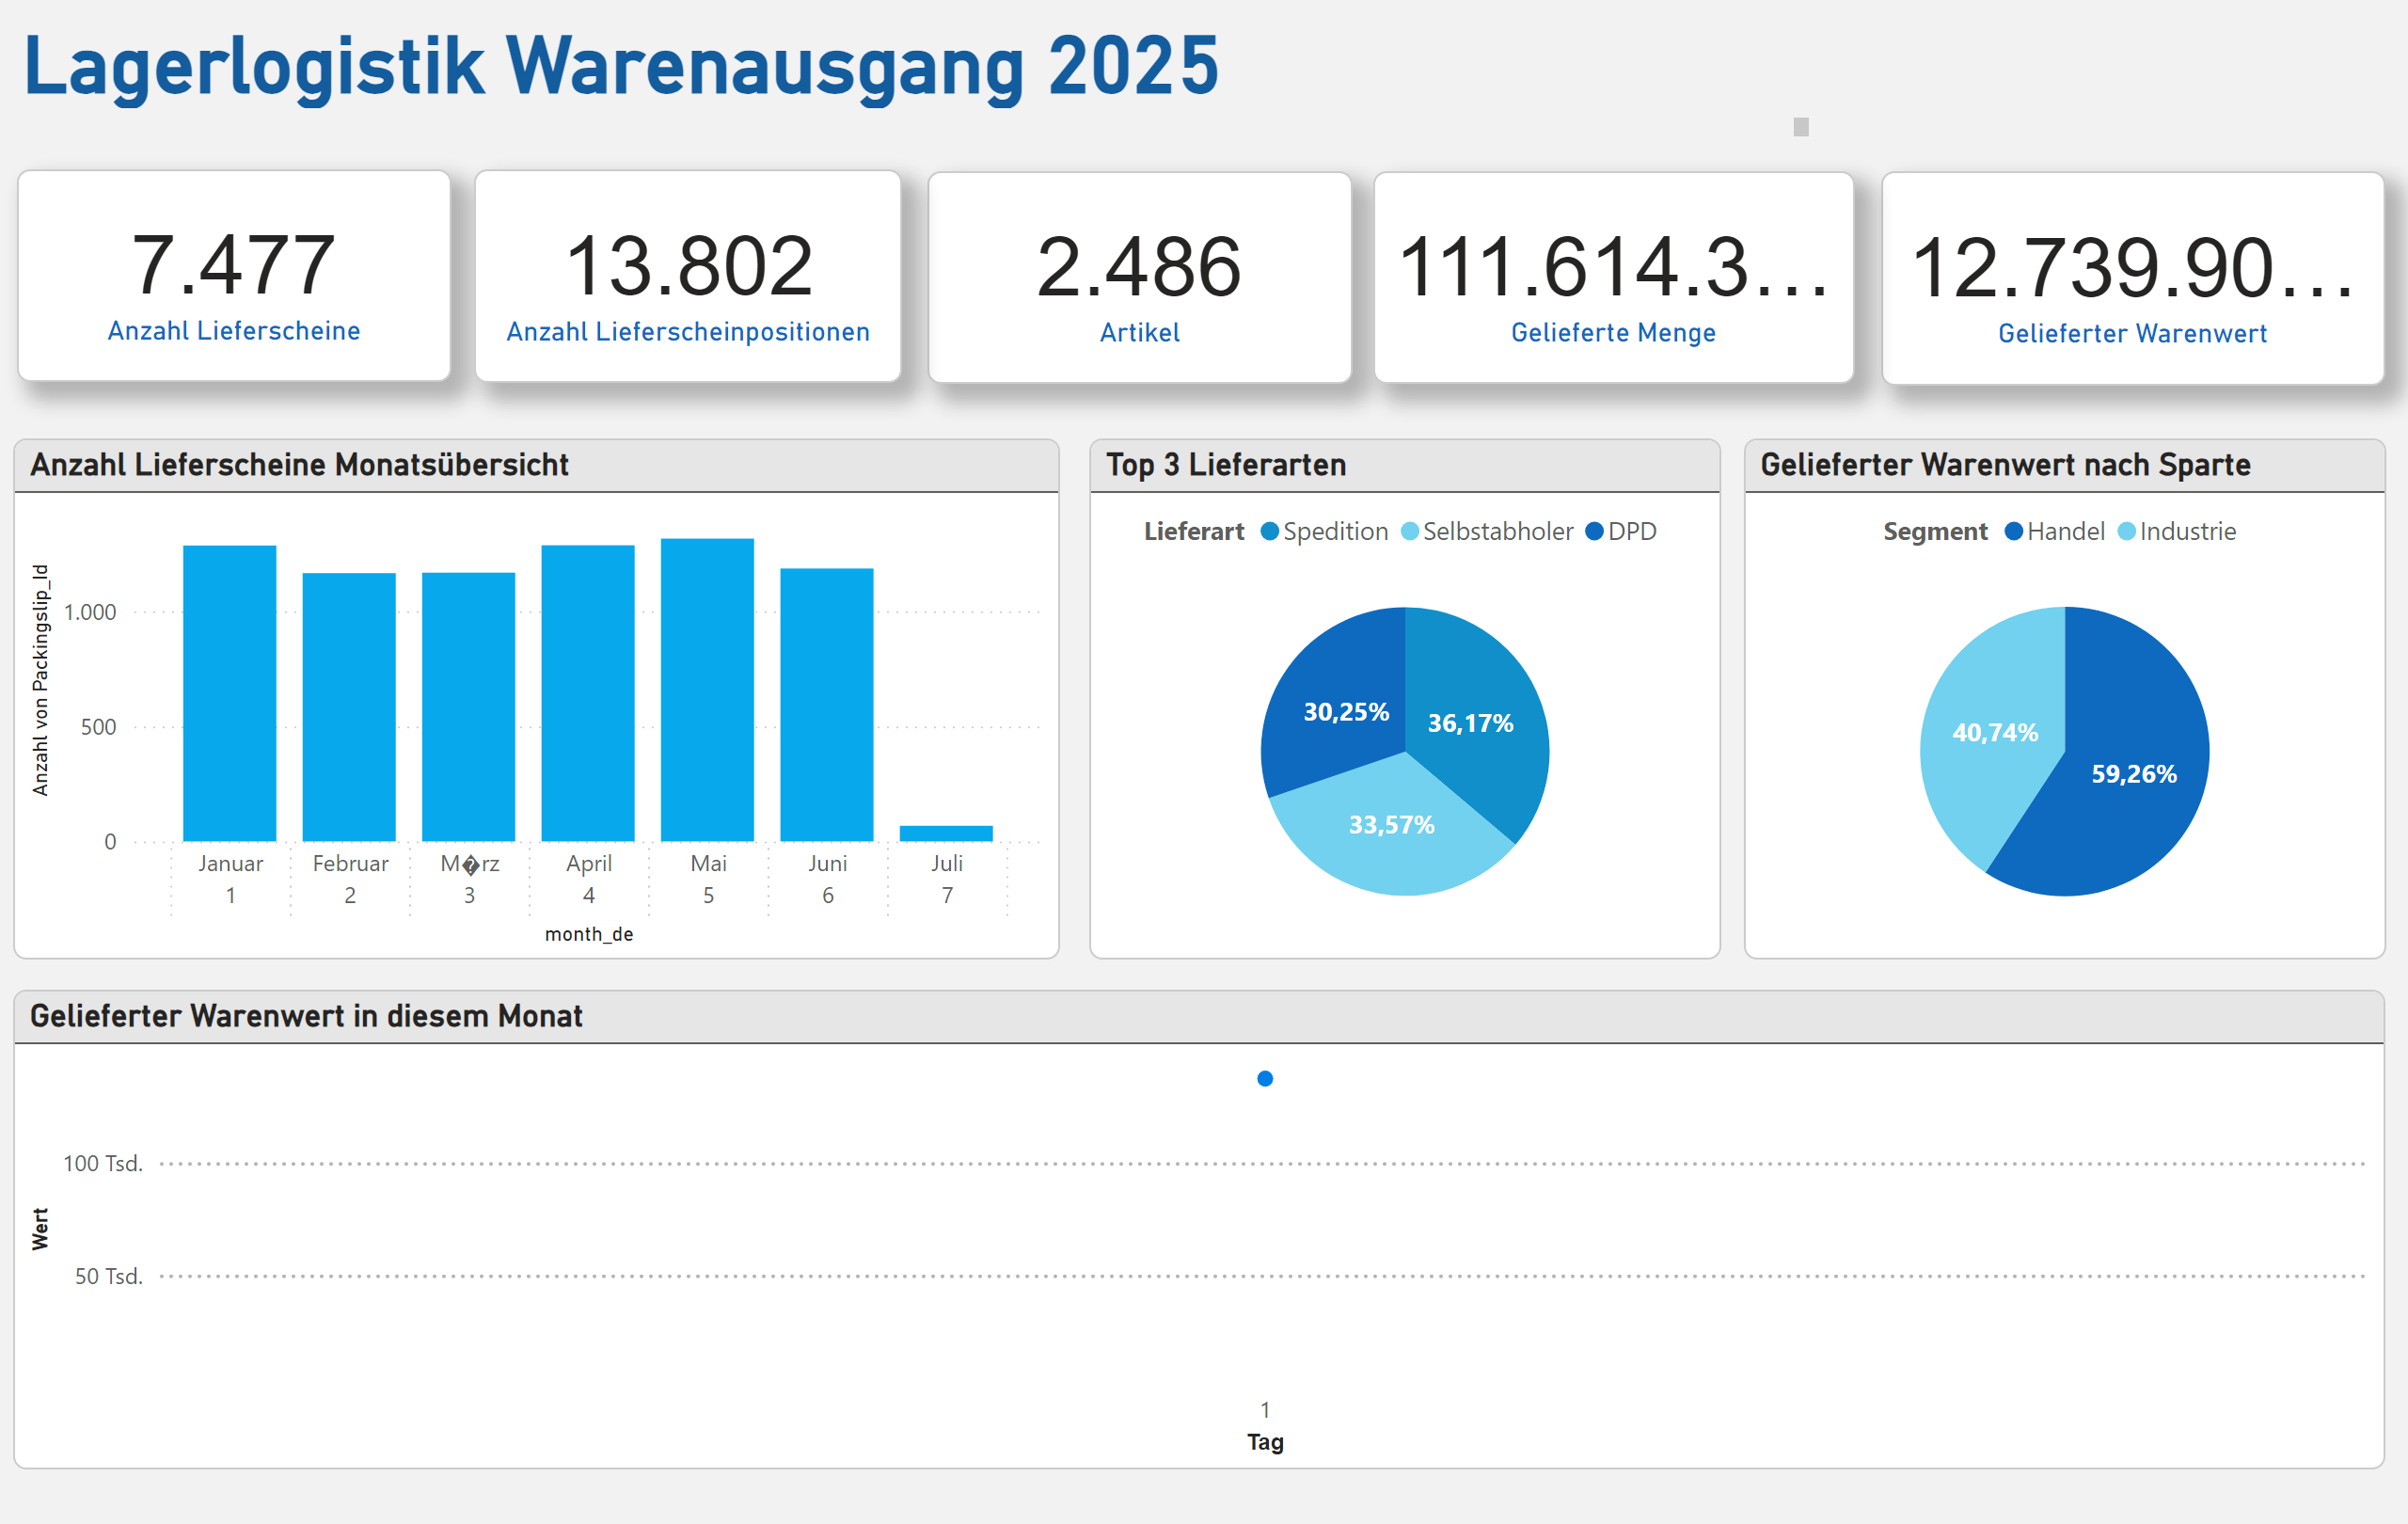 Lagerlogistik Warenausgang 2025
7.477
Anzahl Lieferscheine
13.802
Anzahl Lieferscheinpositionen
2.486
Artikel
111.614.3...
Gelieferte Menge
12.739.90...
Gelieferter Warenwert
Anzahl Lieferscheine Monatsübersicht
Anzahl von Packingslip_Id
1.000
500
0
Januar Februar M�rz April Mai Juni Juli
1 2 3 4 5 6 7
month_de
Top 3 Lieferarten
Lieferart Spedition Selbstabholer DPD
30,25%
36,17%
33,57%
Gelieferter Warenwert nach Sparte
Segment Handel Industrie
40,74%
59,26%
Gelieferter Warenwert in diesem Monat
Wert
100 Tsd.
50 Tsd.
1
Tag